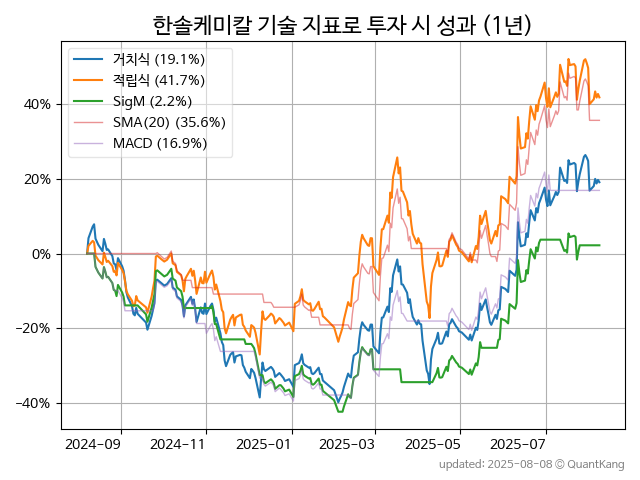 한솔케미칼 기술 지표로 투자 시 성과 (1년)
거치식 (19.1%)
적립식 (41.7%)
SigM (2.2%)
SMA(20) (35.6%)
MACD (16.9%)
40%
20%
0%
−20%
−40%
2024-09 2024-11 2025-01 2025-03 2025-05 2025-07
updated: 2025-08-08 ⓒ QuantKang